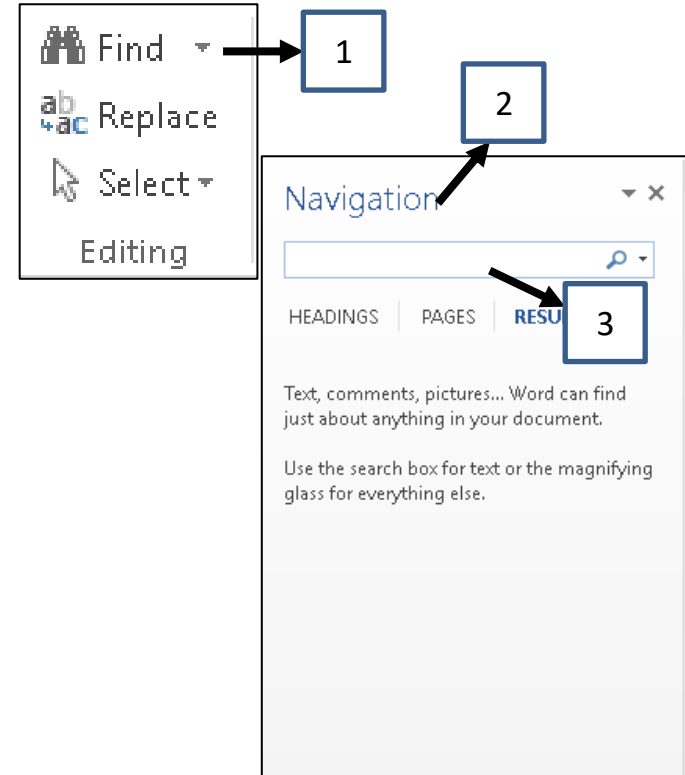 Find
1
Replace
Select
Editing
2
Navigation
HEADINGS PAGES RESU
3
Text, comments, pictures... Word can find
just about anything in your document.
Use the search box for text or the magnifying
glass for everything else.